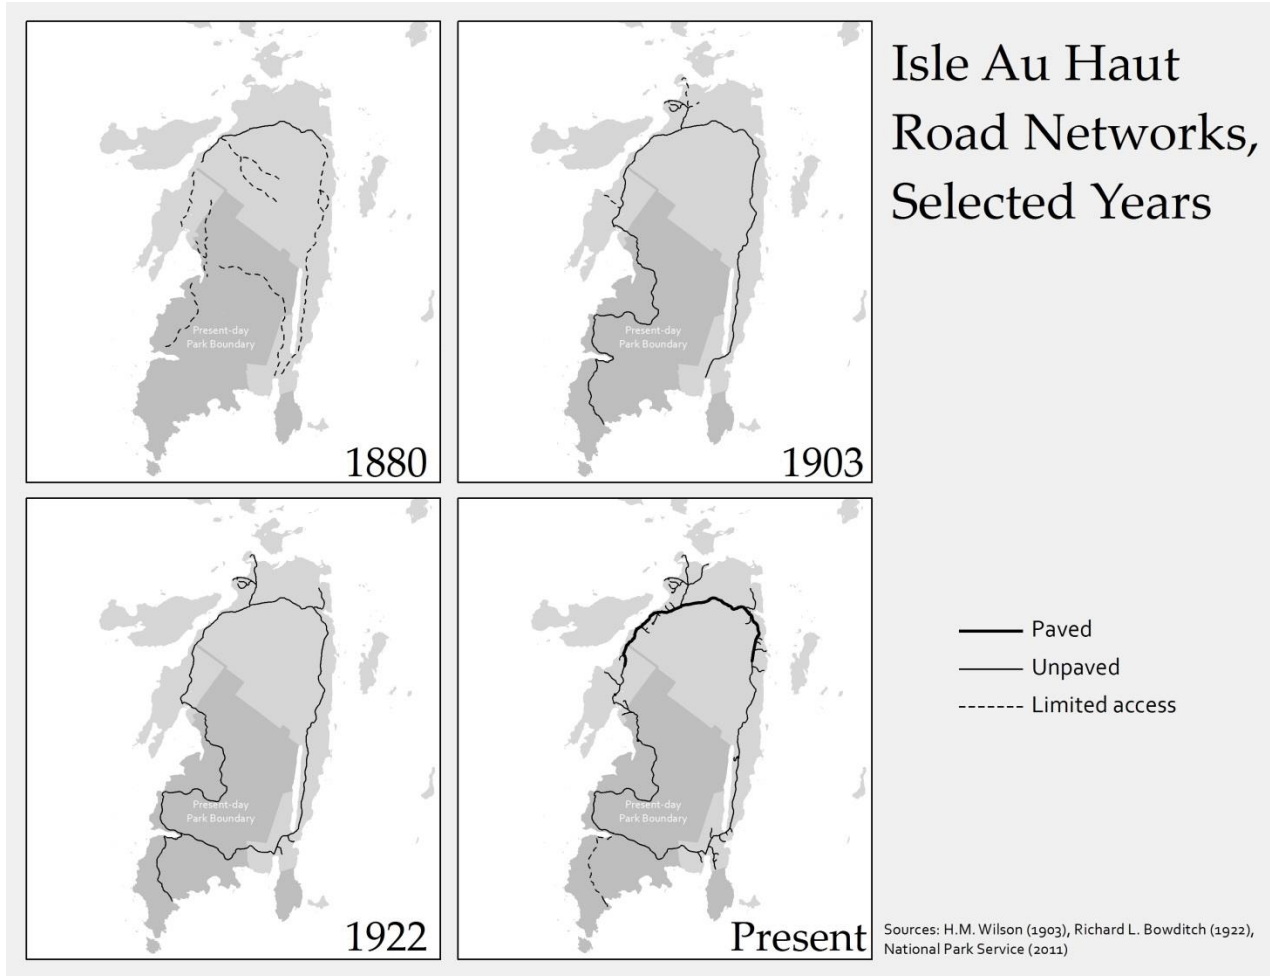 Isle Au Haut
Road Networks,
Selected Years
Present-day
Park Boundary
1880
Present-day
Park Boundary
1903
Present-day
Park Boundary
1922
Present-day
Park Boundary
Present
Paved
Unpaved
Limited access
Sources: H.M. Wilson (1903), Richard L. Bowditch (1922),
National Park Service (2011)